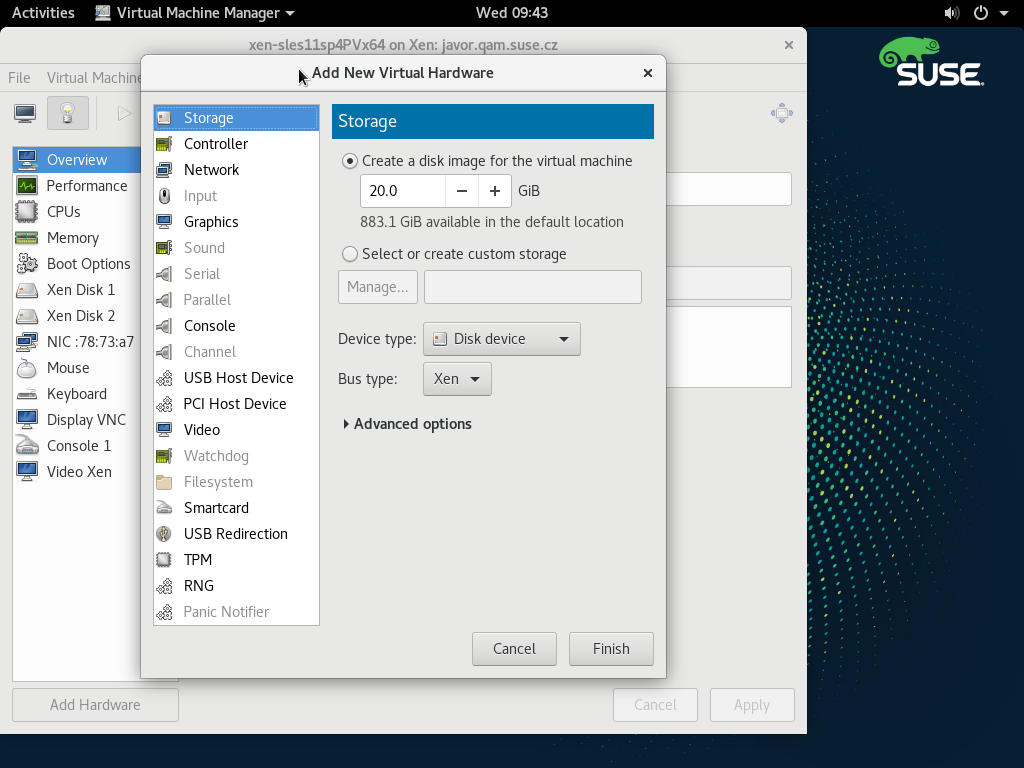 Activities Virtual Machine Manager Wed 09:43
xen-sles11sp4PVx64 on Xen: javor.qam.suse.cz
File Virtual Machine
Add New Virtual Hardware
SUSE
Overview
Performance
CPUs
Memory
Boot Options
Xen Disk 1
Xen Disk 2
NIC :78:73:a7
Mouse
Keyboard
Display VNC
Console 1
Video Xen
Storage
Controller
Network
Input
Graphics
Sound
Serial
Parallel
Console
Channel
USB Host Device
PCI Host Device
Video
Watchdog
Filesystem
Smartcard
USB Redirection
TPM
RNG
Panic Notifier
Storage
Create a disk image for the virtual machine
20.0 − + GiB
883.1 GiB available in the default location
Select or create custom storage
Manage...
Device type: Disk device
Bus type: Xen
Advanced options
Cancel Finish
Add Hardware Cancel Apply